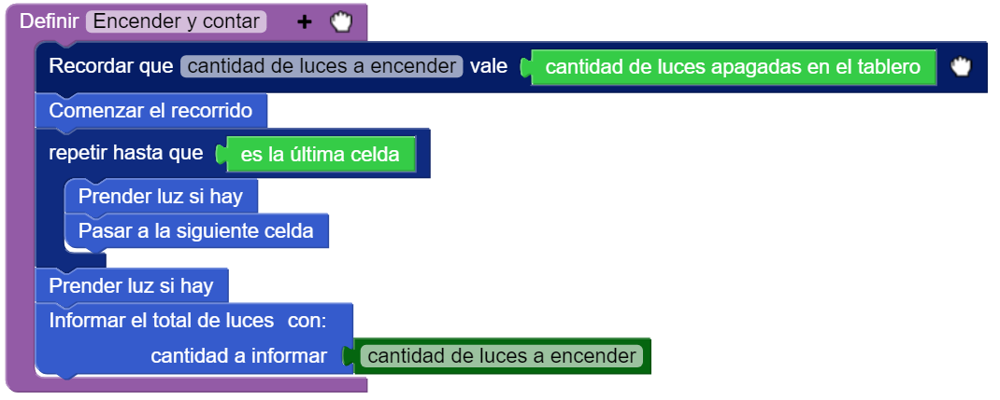 Definir Encender y contar +
Recordar que cantidad de luces a encender vale cantidad de luces apagadas en el tablero
Comenzar el recorrido
repetir hasta que es la última celda
Prender luz si hay
Pasar a la siguiente celda
Prender luz si hay
Informar el total de luces con:
cantidad a informar cantidad de luces a encender